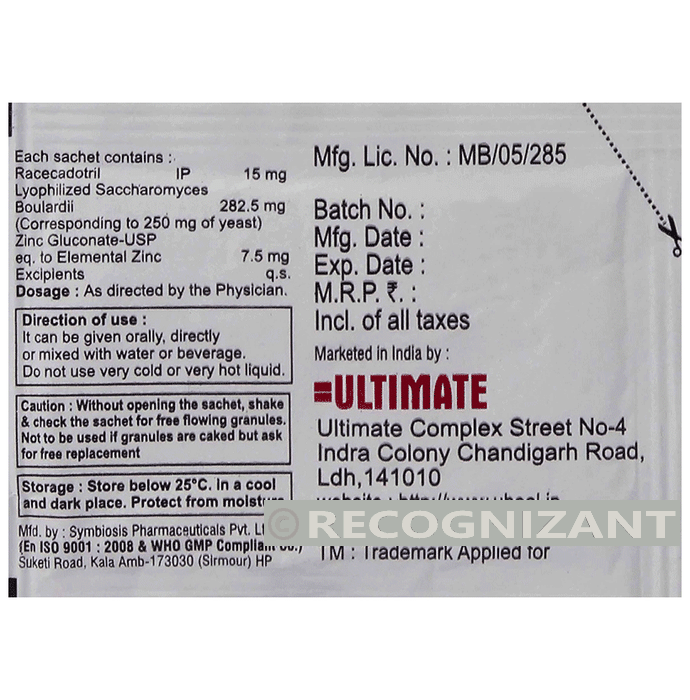 Each sachet contains :
Racecadotril IP 15 mg
Lyophilized Saccharomyces
Boulardii 282.5 mg
(Corresponding to 250 mg of yeast)
Zinc Gluconate-USP
eq. to Elemental Zinc 7.5 mg
Excipients q.s.
Dosage : As directed by the Physician.
Direction of use :
It can be given orally, directly
or mixed with water or beverage.
Do not use very cold or very hot liquid.
Caution : Without opening the sachet, shake
& check the sachet for free flowing granules.
Not to be used if granules are caked but ask
for free replacement
Storage : Store below 25°C. In a cool
and dark place. Protect from
Mfd. by : Symbiosis Pharmaceuticals Pvt.
(En ISO 9001 : 2008 & WHO GMP
Suketi Road, Kala Amb-173030 (Sirmour) HP
Mfg. Lic. No. : MB/05/285
Batch No. :
Mfg. Date :
Exp. Date :
M.R.P. ₹. :
Incl. of all taxes
Marketed in India by :
=ULTIMATE
Ultimate Complex Street No-4
Indra Colony Chandigarh Road,
Ldh,141010
© RECOGNIZANT
TM : Trademark Applied for